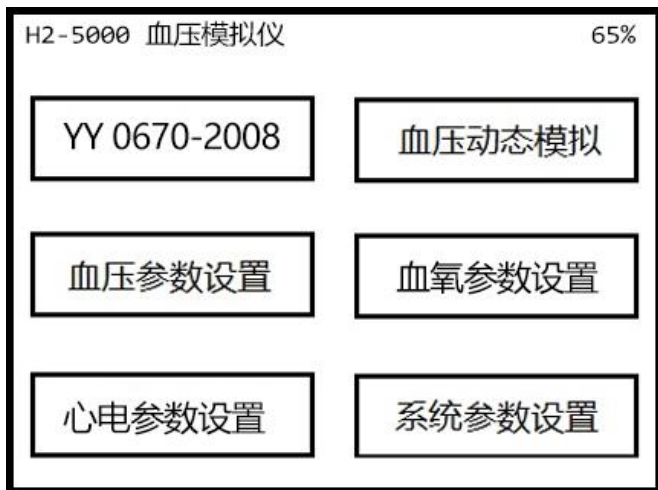 H2-5000 血压模拟仪 65%
YY 0670-2008 血压动态模拟
血压参数设置 血氧参数设置
心电参数设置 系统参数设置